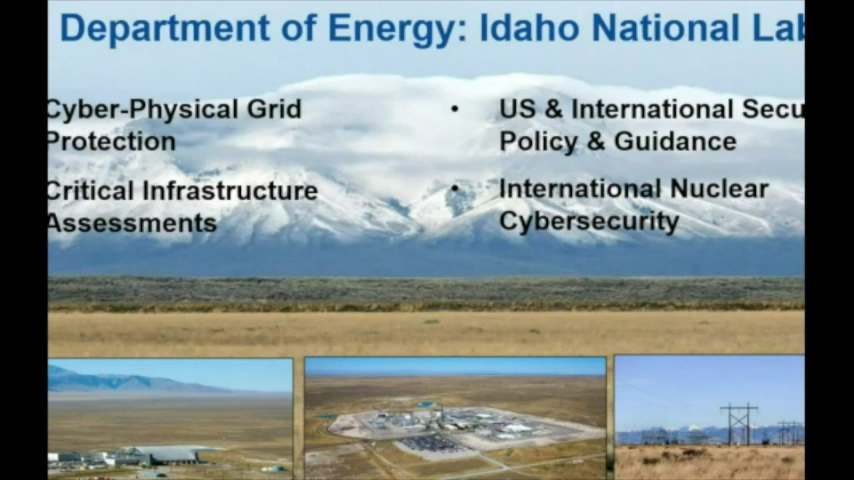 Department of Energy: Idaho National Lab
Cyber-Physical Grid
Protection
Critical Infrastructure
Assessments
• US & International Secu
Policy & Guidance
• International Nuclear
Cybersecurity